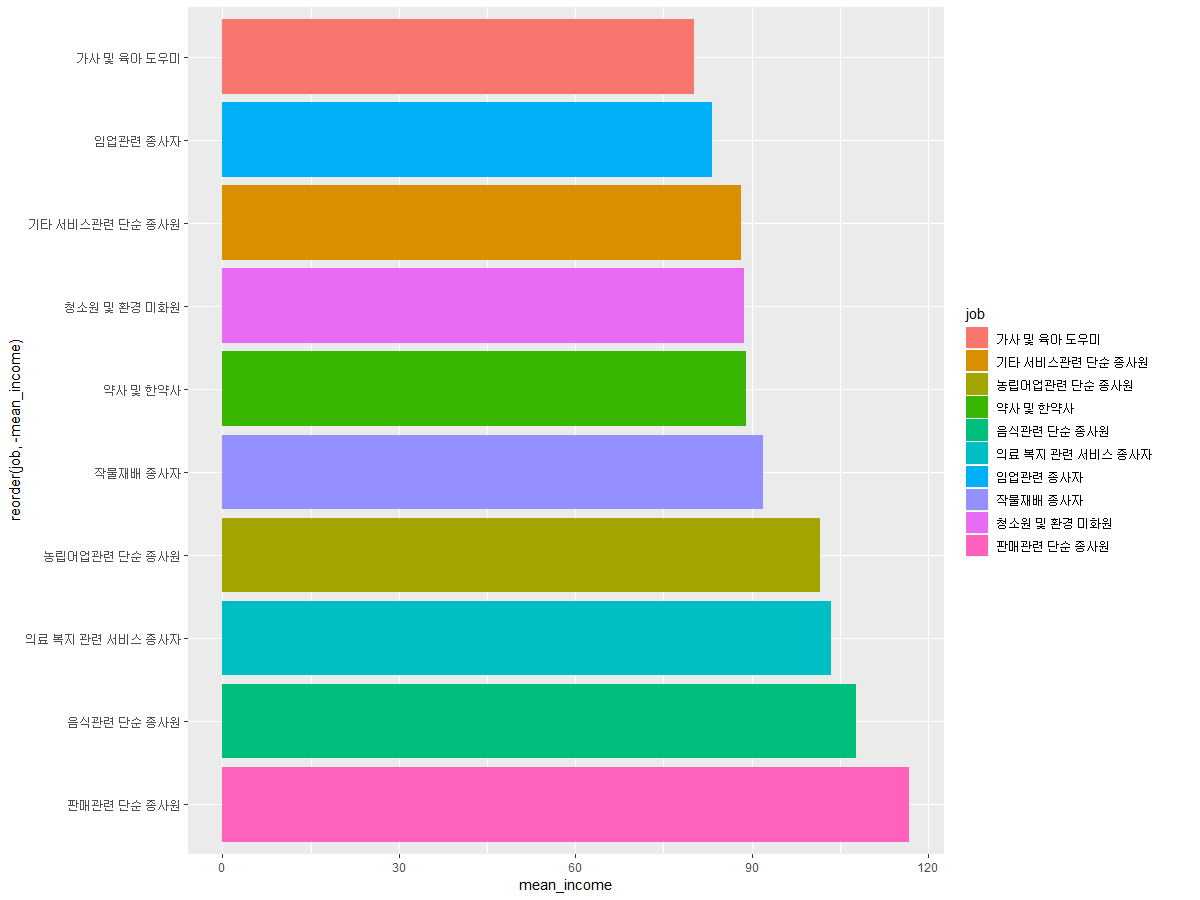 가사 및 육아 도우미
임업관련 종사자
기타 서비스관련 단순 종사원
청소원 및 환경 미화원
약사 및 한약사
작물재배 종사자
농림어업관련 단순 종사원
의료 복지 관련 서비스 종사자
음식관련 단순 종사원
판매관련 단순 종사원
reorder(job, -mean_income)
0 30 60 90 120
mean_income
job
가사 및 육아 도우미
기타 서비스관련 단순 종사원
농림어업관련 단순 종사원
약사 및 한약사
음식관련 단순 종사원
의료 복지 관련 서비스 종사자
임업관련 종사자
작물재배 종사자
청소원 및 환경 미화원
판매관련 단순 종사원